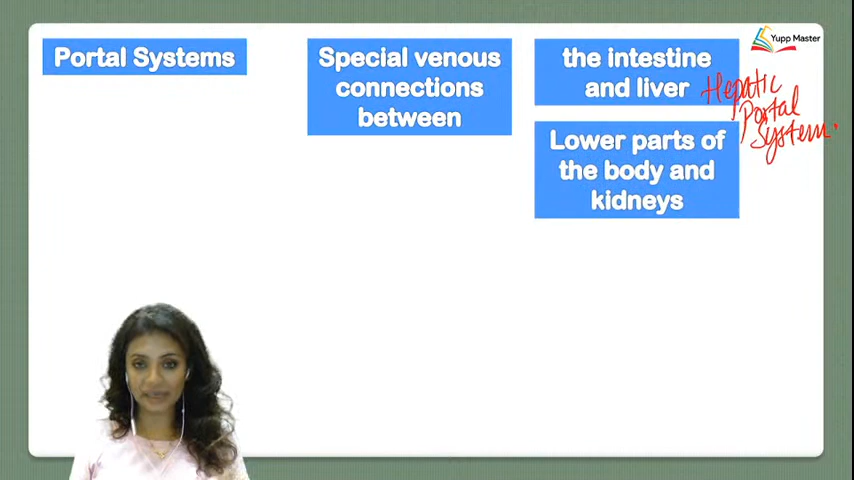 Portal Systems
Special venous
connections
between
the intestine
and liver
Hepatic
Portal
System.
Lower parts of
the body and
kidneys
Yupp Master